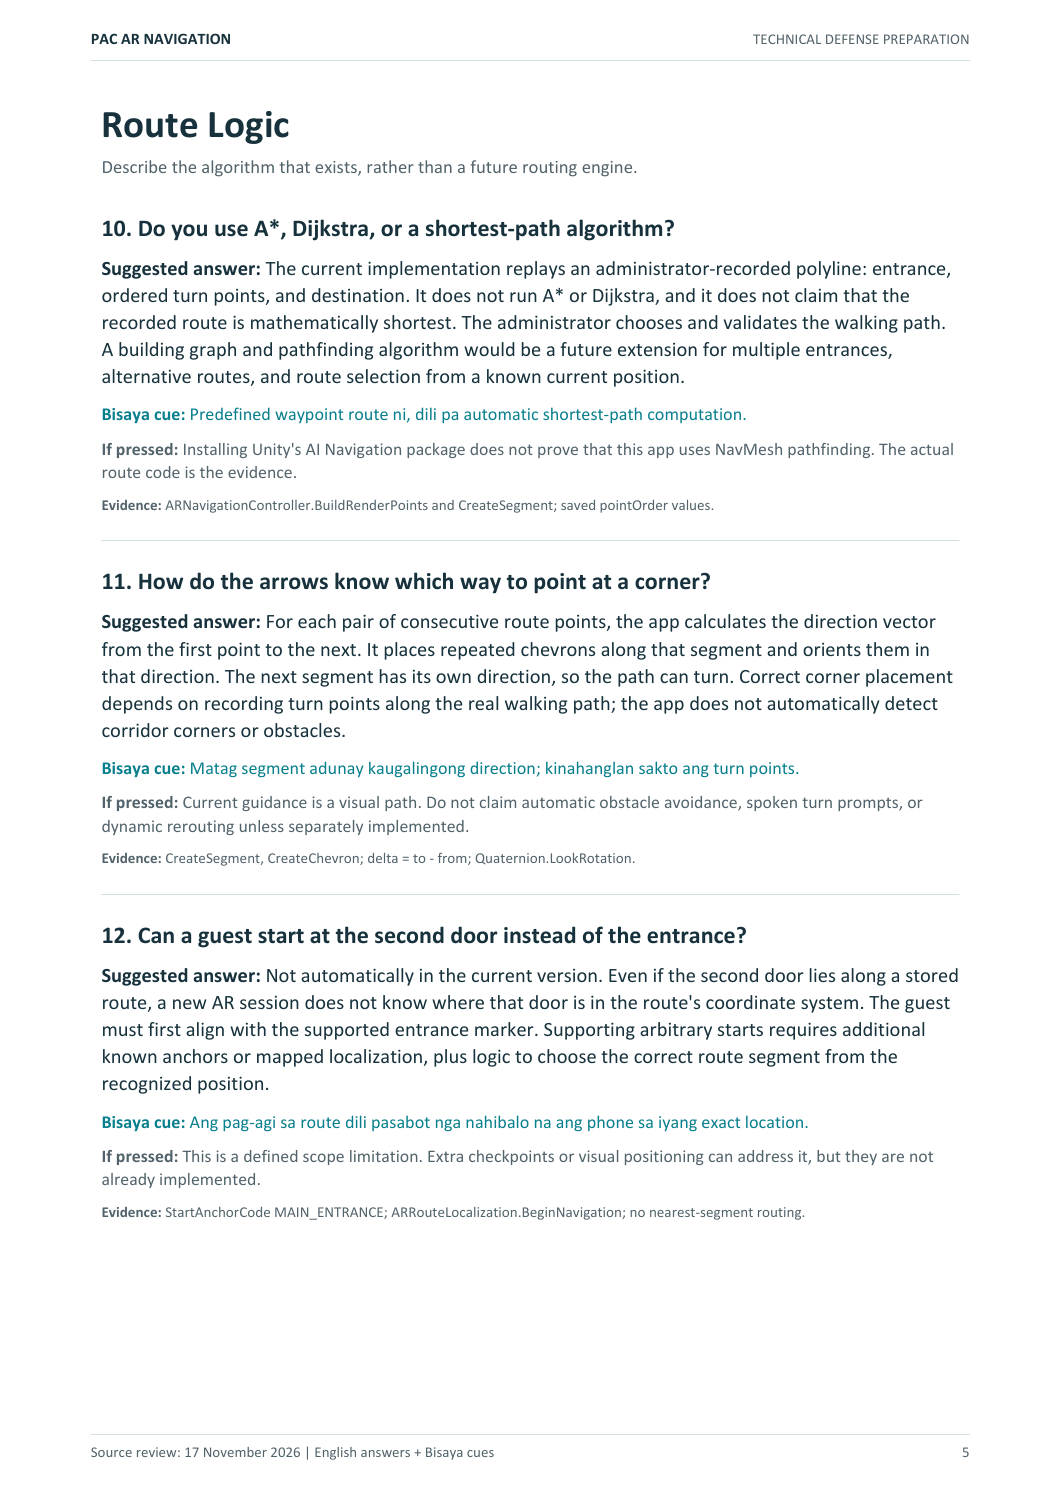 PAC AR NAVIGATION
TECHNICAL DEFENSE PREPARATION
Route Logic
Describe the algorithm that exists, rather than a future routing engine.
10. Do you use A*, Dijkstra, or a shortest-path algorithm?
Suggested answer: The current implementation replays an administrator-recorded polyline: entrance,
ordered turn points, and destination. It does not run A* or Dijkstra, and it does not claim that the
recorded route is mathematically shortest. The administrator chooses and validates the walking path.
A building graph and pathfinding algorithm would be a future extension for multiple entrances,
alternative routes, and route selection from a known current position.
Bisaya cue: Predefined waypoint route ni, dili pa automatic shortest-path computation.
If pressed: Installing Unity's AI Navigation package does not prove that this app uses NavMesh pathfinding. The actual
route code is the evidence.
Evidence: ARNavigationController.BuildRenderPoints and CreateSegment; saved pointOrder values.
11. How do the arrows know which way to point at a corner?
Suggested answer: For each pair of consecutive route points, the app calculates the direction vector
from the first point to the next. It places repeated chevrons along that segment and orients them in
that direction. The next segment has its own direction, so the path can turn. Correct corner placement
depends on recording turn points along the real walking path; the app does not automatically detect
corridor corners or obstacles.
Bisaya cue: Matag segment adunay kaugalingong direction; kinahanglan sakto ang turn points.
If pressed: Current guidance is a visual path. Do not claim automatic obstacle avoidance, spoken turn prompts, or
dynamic rerouting unless separately implemented.
Evidence: CreateSegment, CreateChevron; delta = to - from; Quaternion.LookRotation.
12. Can a guest start at the second door instead of the entrance?
Suggested answer: Not automatically in the current version. Even if the second door lies along a stored
route, a new AR session does not know where that door is in the route's coordinate system. The guest
must first align with the supported entrance marker. Supporting arbitrary starts requires additional
known anchors or mapped localization, plus logic to choose the correct route segment from the
recognized position.
Bisaya cue: Ang pag-agi sa route dili pasabot nga nahibalo na ang phone sa iyang exact location.
If pressed: This is a defined scope limitation. Extra checkpoints or visual positioning can address it, but they are not
already implemented.
Evidence: StartAnchorCode MAIN_ENTRANCE; ARRouteLocalization.BeginNavigation; no nearest-segment routing.
Source review: 17 November 2026 | English answers + Bisaya cues
5